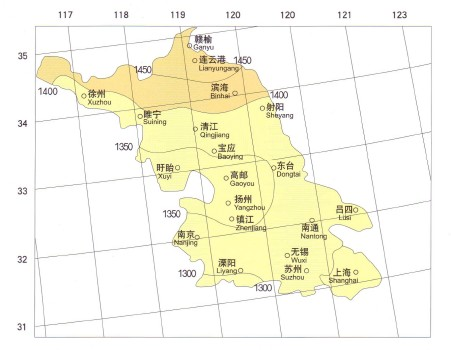 117 118 119 120 120 121 122 123
35
34
33
32
31
赣榆
Ganyu
连云港
Lianyungang
1450
1450
滨海
Binhai
1400
1400
徐州
Xuzhou
射阳
Sheyang
睢宁
Suining
清江
Qingjiang
1350
宝应
Baoying
盱眙
Xuyi
东台
Dongtai
高邮
Gaoyou
扬州
Yangzhou
1350
镇江
Zhenjiang
吕四
Lusi
南通
Nantong
南京
Nanjing
无锡
Wuxi
溧阳
Liyang
1300
苏州
Suzhou
1300
上海
Shanghai